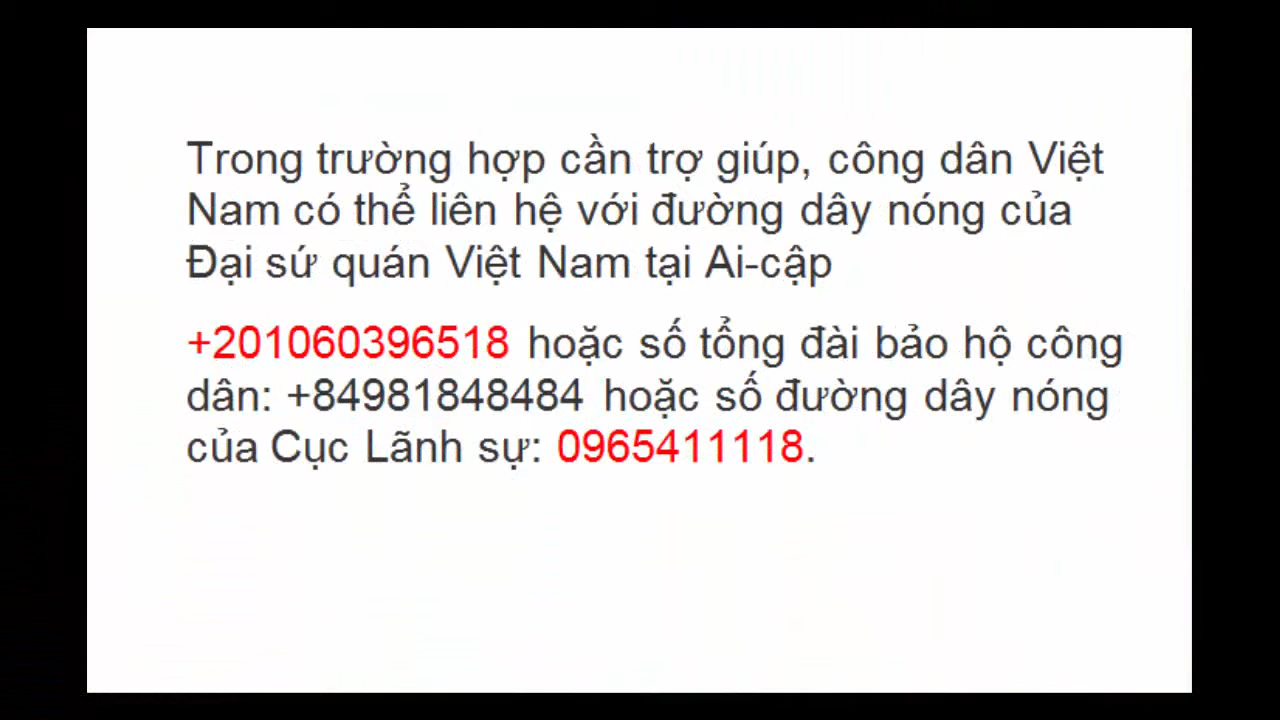 Trong trường hợp cần trợ giúp, công dân Việt
Nam có thể liên hệ với đường dây nóng của
Đại sứ quán Việt Nam tại Ai-cập
+201060396518 hoặc số tổng đài bảo hộ công
dân: +84981848484 hoặc số đường dây nóng
của Cục Lãnh sự: 0965411118.